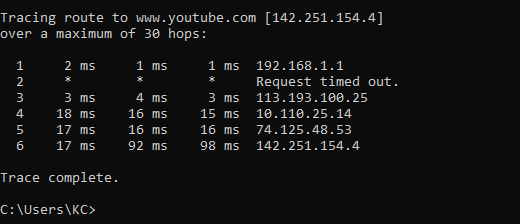 Tracing route to www.youtube.com [142.251.154.4]
over a maximum of 30 hops:
1 2 ms 1 ms 1 ms 192.168.1.1
2 * * * Request timed out.
3 3 ms 4 ms 3 ms 113.193.100.25
4 18 ms 16 ms 15 ms 10.110.25.14
5 17 ms 16 ms 16 ms 74.125.48.53
6 17 ms 92 ms 98 ms 142.251.154.4
Trace complete.
C:\Users\KC>